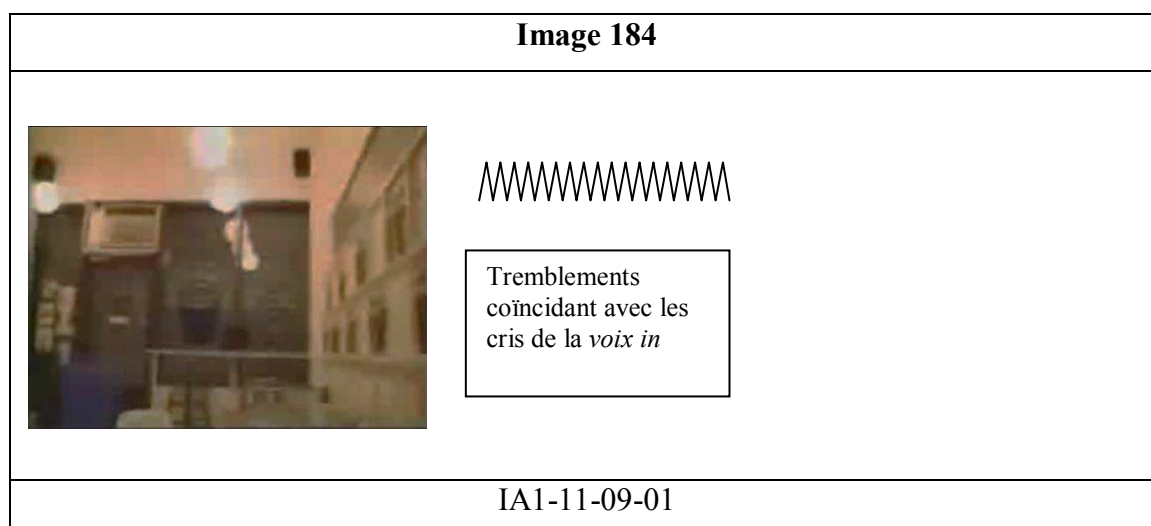 Image 184
Tremblements
coïncidant avec les
cris de la voix in
IA1-11-09-01